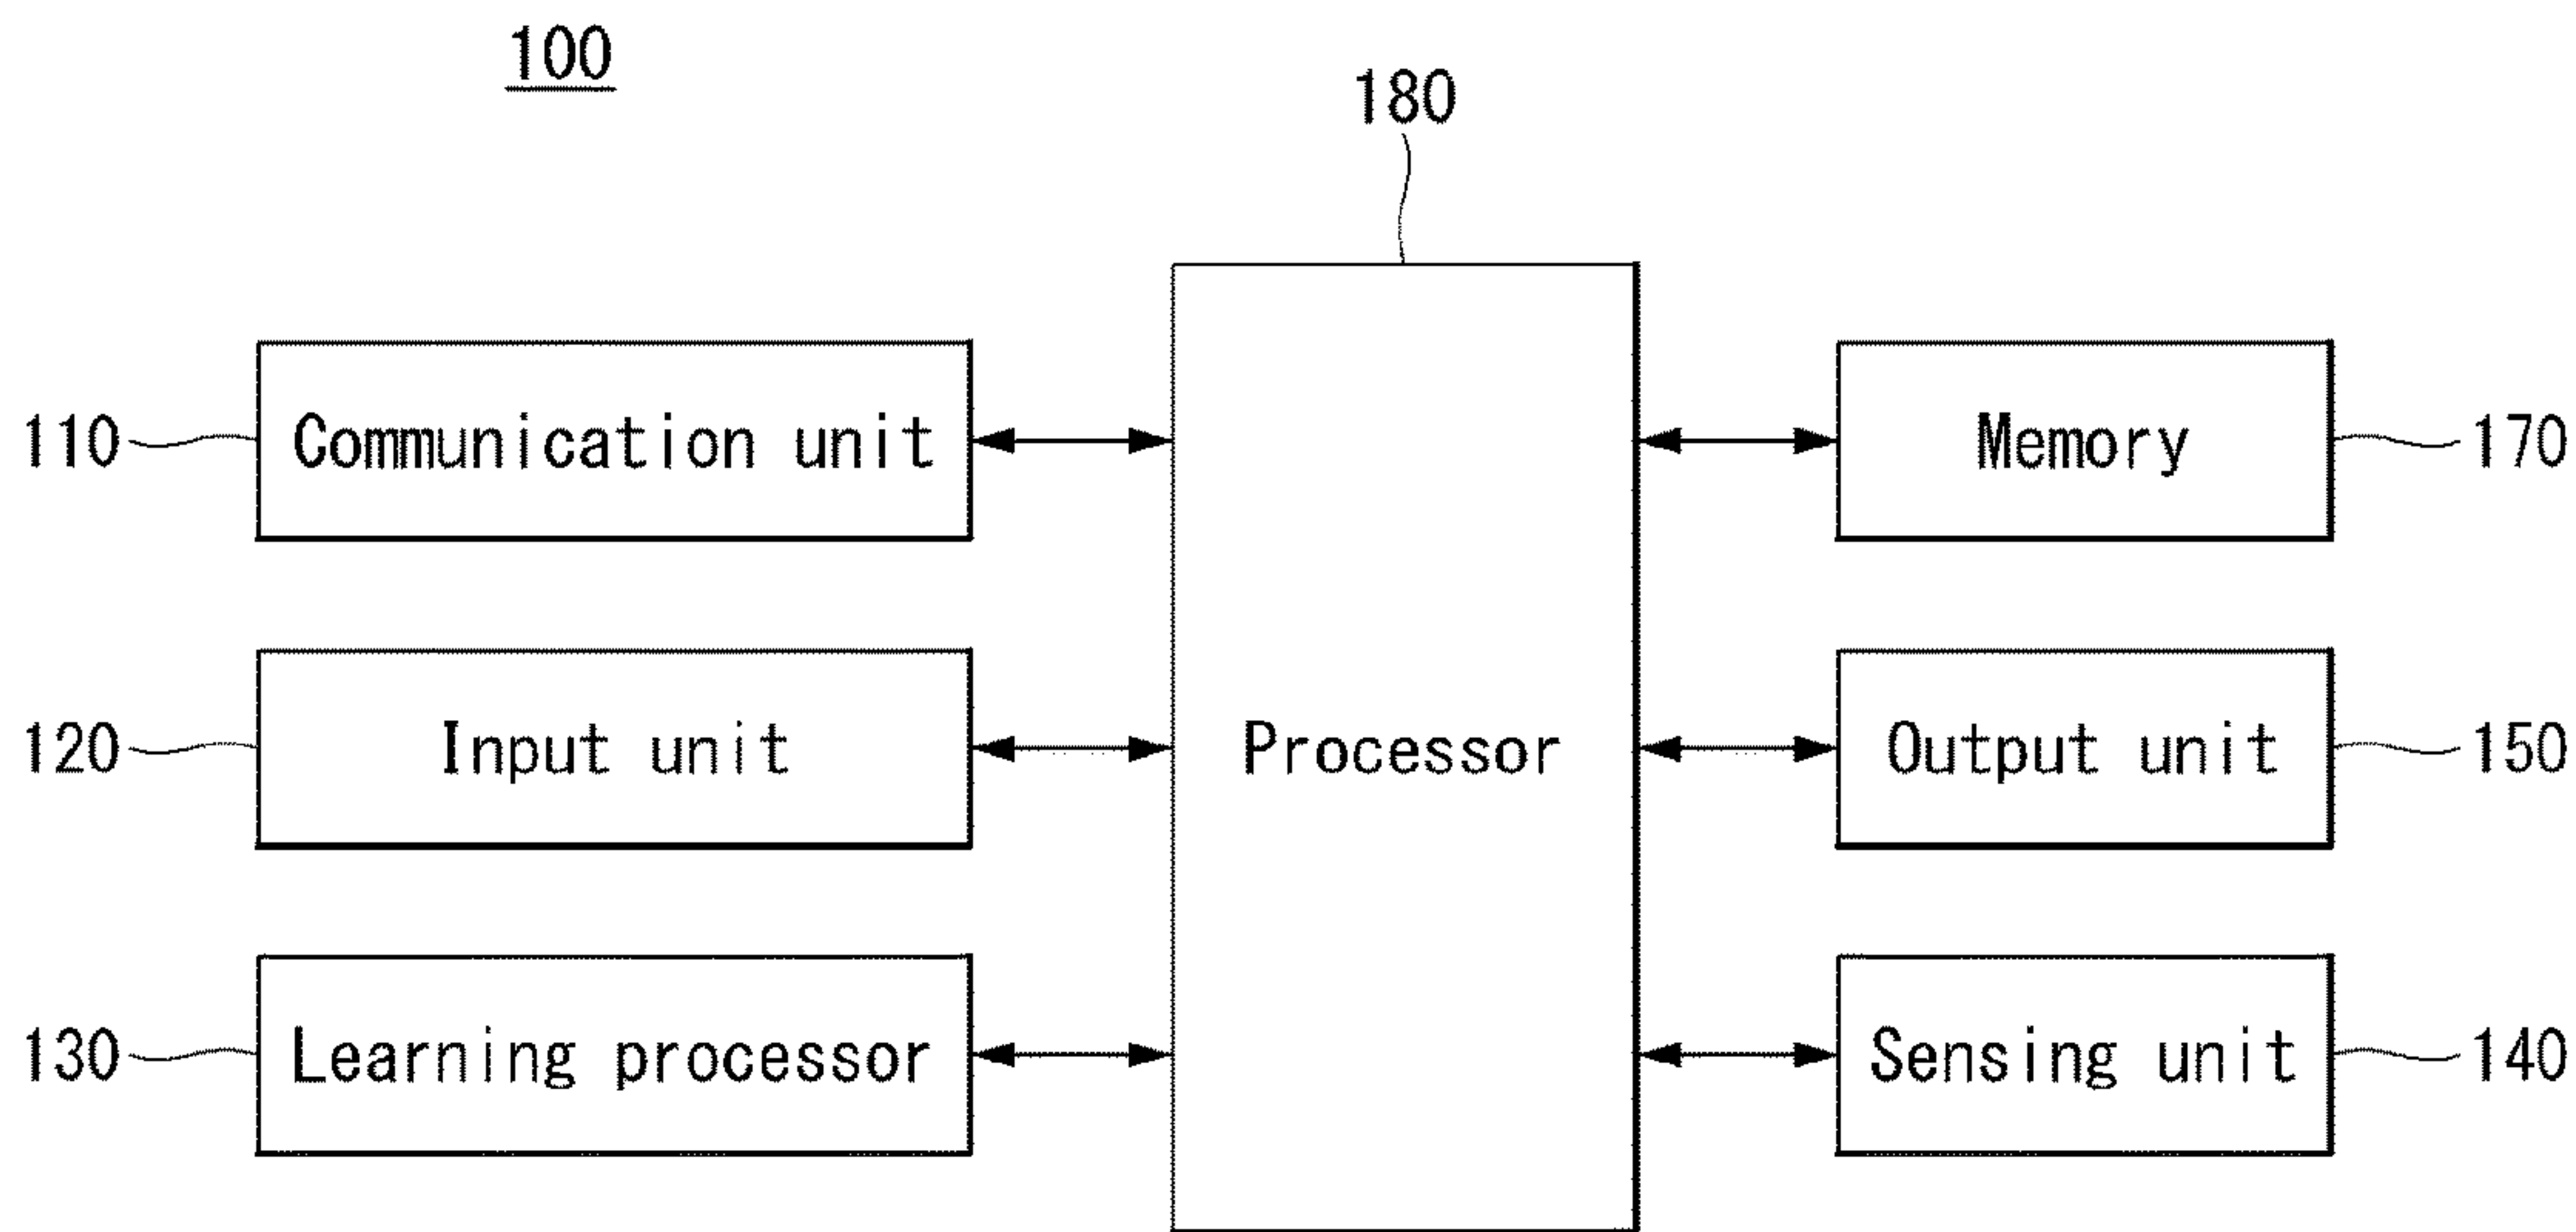 100
180
110 Communication unit
Memory 170
120 Input unit
Processor
Output unit 150
130 Learning processor
Sensing unit 140